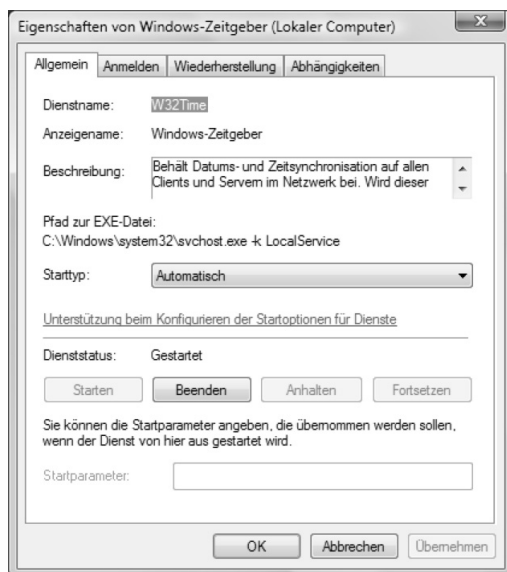 Eigenschaften von Windows-Zeitgeber (Lokaler Computer)
Allgemein Anmelden Wiederherstellung Abhängigkeiten
Dienstname: W32Time
Anzeigename: Windows-Zeitgeber
Beschreibung: Behält Datums- und Zeitsynchronisation auf allen
Clients und Servern im Netzwerk bei. Wird dieser
Pfad zur EXE-Datei:
C:\Windows\system32\svchost.exe -k LocalService
Starttyp: Automatisch
Unterstützung beim Konfigurieren der Startoptionen für Dienste
Dienststatus: Gestartet
Starten Beenden Anhalten Fortsetzen
Sie können die Startparameter angeben, die übernommen werden sollen,
wenn der Dienst von hier aus gestartet wird.
Startparameter:
OK Abbrechen Übernehmen